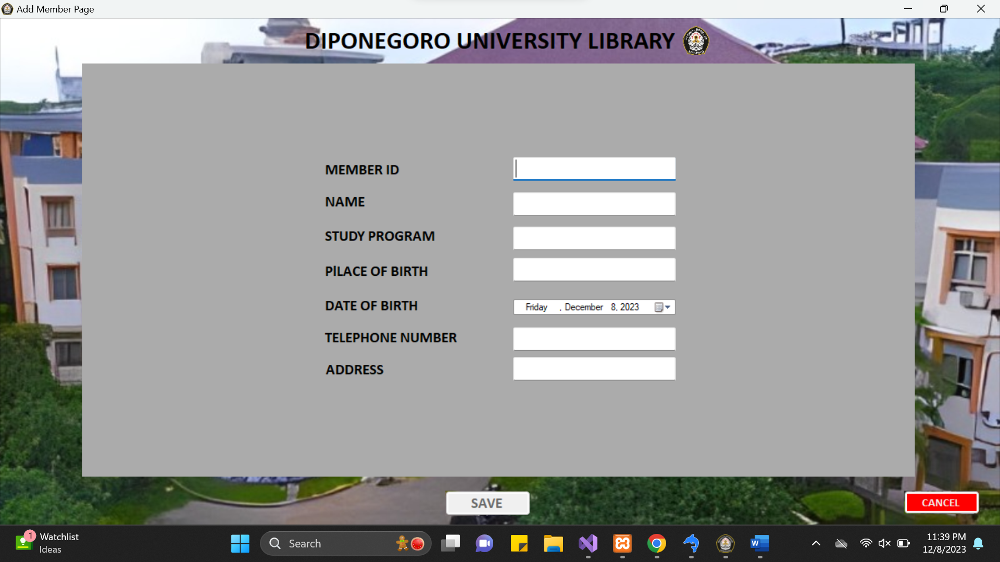 Add Member Page
DIPONEGORO UNIVERSITY LIBRARY
MEMBER ID
NAME
STUDY PROGRAM
PlLACE OF BIRTH
DATE OF BIRTH
Friday , December 8, 2023
TELEPHONE NUMBER
ADDRESS
SAVE
CANCEL
1
Watchlist
Ideas
Search
W
11:39 PM
12/8/2023